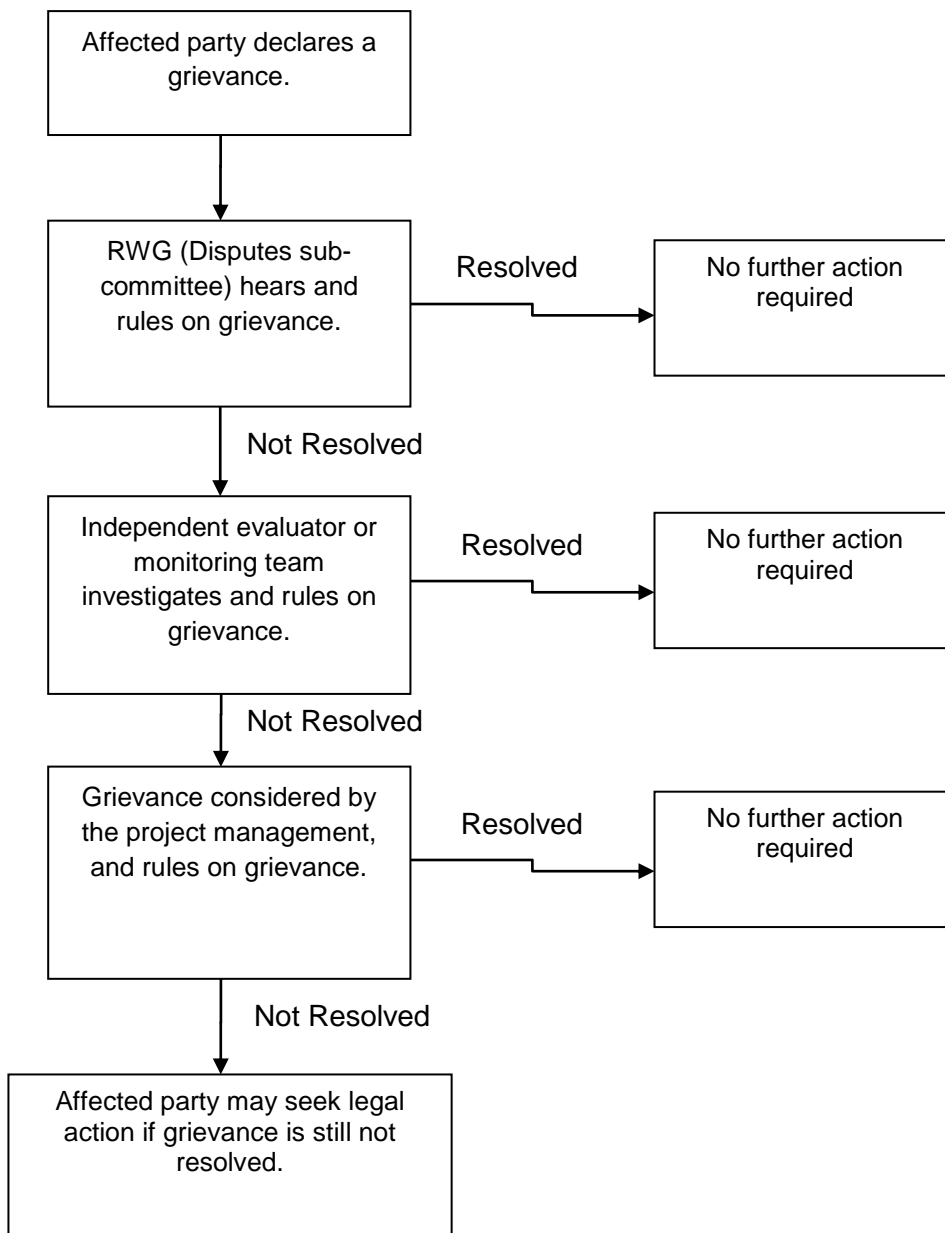 Affected party declares a
grievance.
RWG (Disputes sub-
committee) hears and
rules on grievance.
Resolved
No further action
required
Not Resolved
Independent evaluator or
monitoring team
investigates and rules on
grievance.
Resolved
No further action
required
Not Resolved
Grievance considered by
the project management,
and rules on grievance.
Resolved
No further action
required
Not Resolved
Affected party may seek legal
action if grievance is still not
resolved.